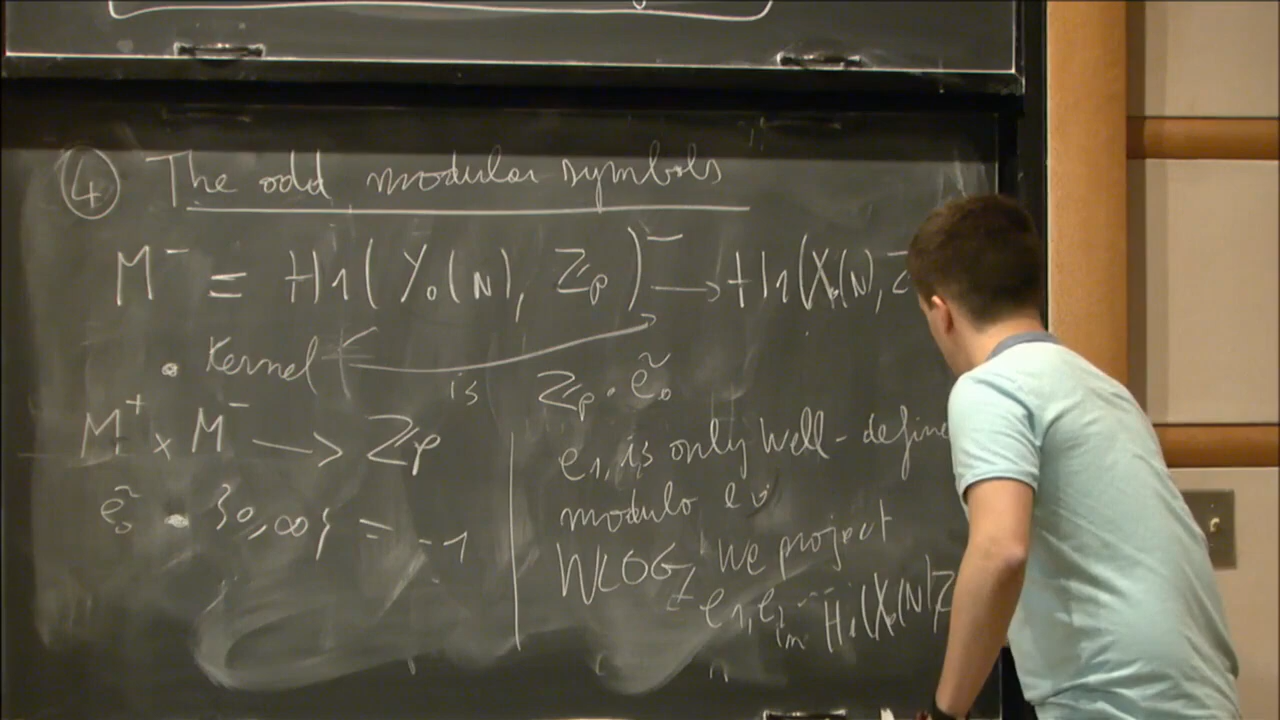 ④ The odd modular symbols
M⁻ = H1(Y₀(N), ℤp)⁻ → H1(X₀(N), ℤ
• Kernel is ℤp · ẽ₀
M⁺ × M⁻ → ℤp
ẽ₀ • {0,∞} = -1
e₁ is only well-define
modulo e₀
WLOG, we project
e₁, e₂ in H₁(X₀(N), ℤ